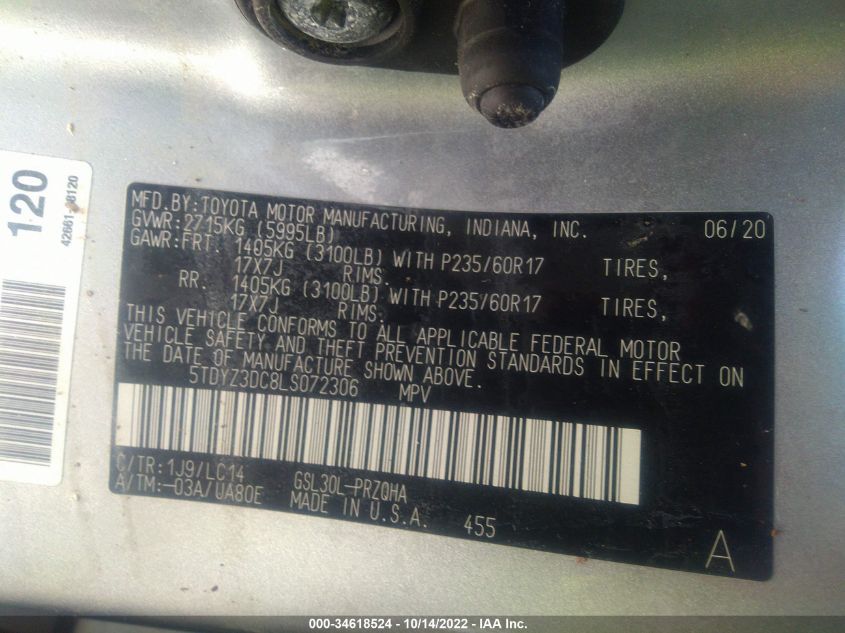 120
42661-08120
MFD.BY:TOYOTA MOTOR MANUFACTURING, INDIANA, INC. 06/20
GVWR:2715KG (5995LB)
GAWR:FRT. 1405KG (3100LB) WITH P235/60R17 TIRES,
17X7J RIMS.
RR. 1405KG (3100LB) WITH P235/60R17 TIRES,
17X7J RIMS.
THIS VEHICLE CONFORMS TO ALL APPLICABLE FEDERAL MOTOR
VEHICLE SAFETY AND THEFT PREVENTION STANDARDS IN EFFECT ON
THE DATE OF MANUFACTURE SHOWN ABOVE.
5TDYZ3DC8LS072306 MPV
C/TR:1J9/LC14 GSL30L-PRZQHA
A/TM:-03A/UA80E MADE IN U.S.A. 455
A
000-34618524 - 10/14/2022 - IAA Inc.